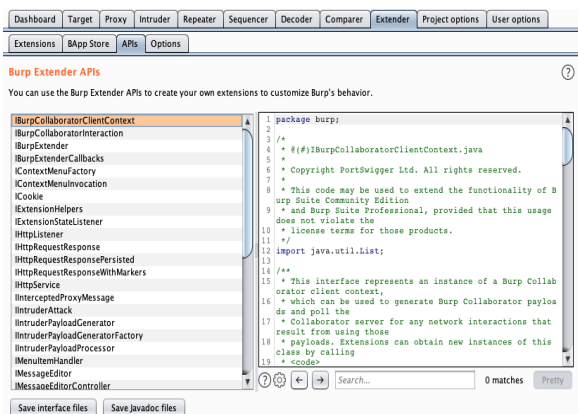 Dashboard Target Proxy Intruder Repeater Sequencer Decoder Comparer Extender Project options User options
Extensions BApp Store APIs Options
Burp Extender APIs
You can use the Burp Extender APIs to create your own extensions to customize Burp's behavior.
IBurpCollaboratorClientContext
IBurpCollaboratorInteraction
IBurpExtender
IBurpExtenderCallbacks
IContextMenuFactory
IContextMenuInvocation
ICookie
IExtensionHelpers
IExtensionStateListener
IHttpListener
IHttpRequestResponse
IHttpRequestResponsePersisted
IHttpRequestResponseWithMarkers
IHttpService
IInterceptedProxyMessage
IIntruderAttack
IIntruderPayloadGenerator
IIntruderPayloadGeneratorFactory
IIntruderPayloadProcessor
IMenuItemHandler
IMessageEditor
IMessageEditorController
1 package burp;
2
3 /*
4 * @(#)IBurpCollaboratorClientContext.java
5 *
6 * Copyright PortSwigger Ltd. All rights reserved.
7 *
8 * This code may be used to extend the functionality of B
urp Suite Community Edition
9 * and Burp Suite Professional, provided that this usage
does not violate the
10 * license terms for those products.
11 */
12 import java.util.List;
13
14 /**
15 * This interface represents an instance of a Burp Collab
orator client context,
16 * which can be used to generate Burp Collaborator payloa
ds and poll the
17 * Collaborator server for any network interactions that
result from using those
18 * payloads. Extensions can obtain new instances of this
class by calling
19 * <code>
Search... 0 matches Pretty
Save interface files Save Javadoc files